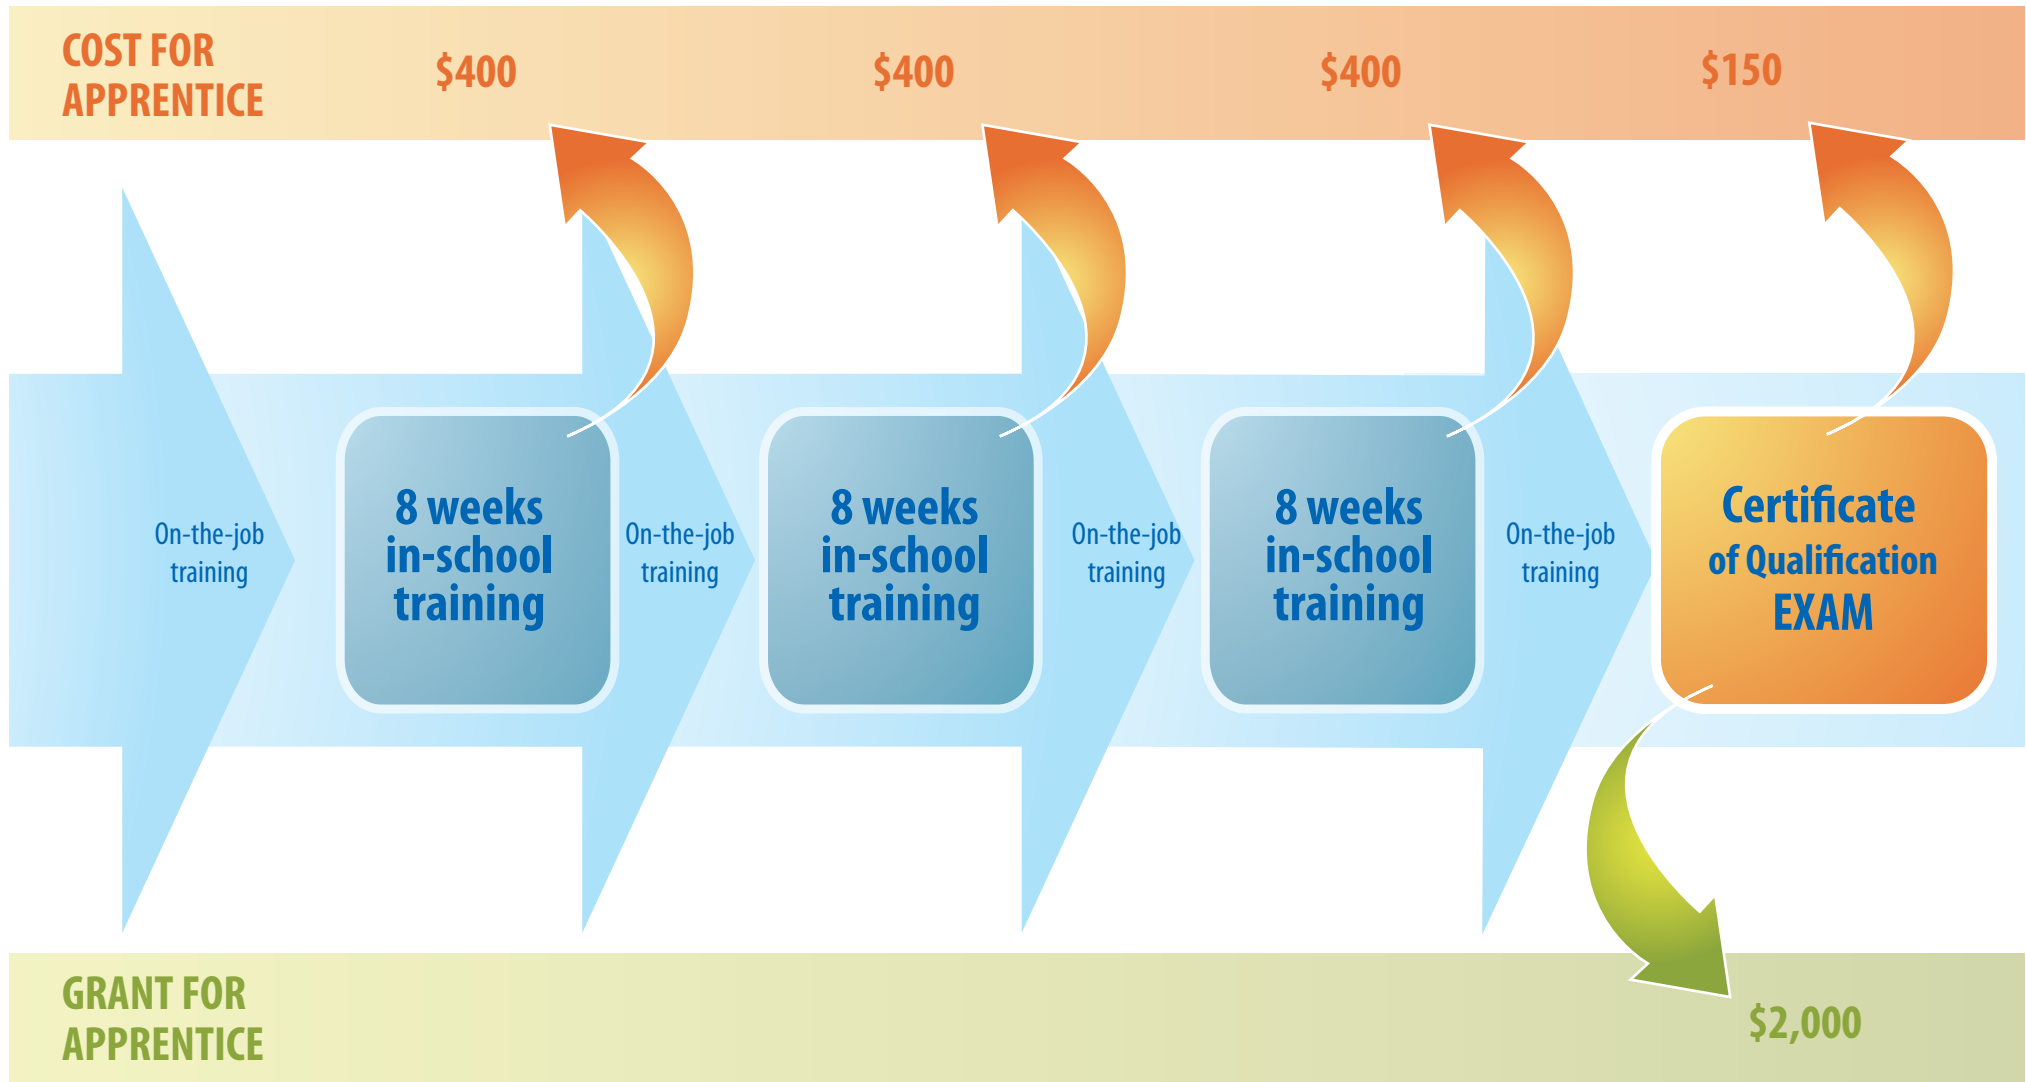 COST FOR
APPRENTICE
$400
$400
$400
$150
On-the-job
training
8 weeks
in-school
training
On-the-job
training
8 weeks
in-school
training
On-the-job
training
8 weeks
in-school
training
On-the-job
training
Certificate
of Qualification
EXAM
GRANT FOR
APPRENTICE
$2,000